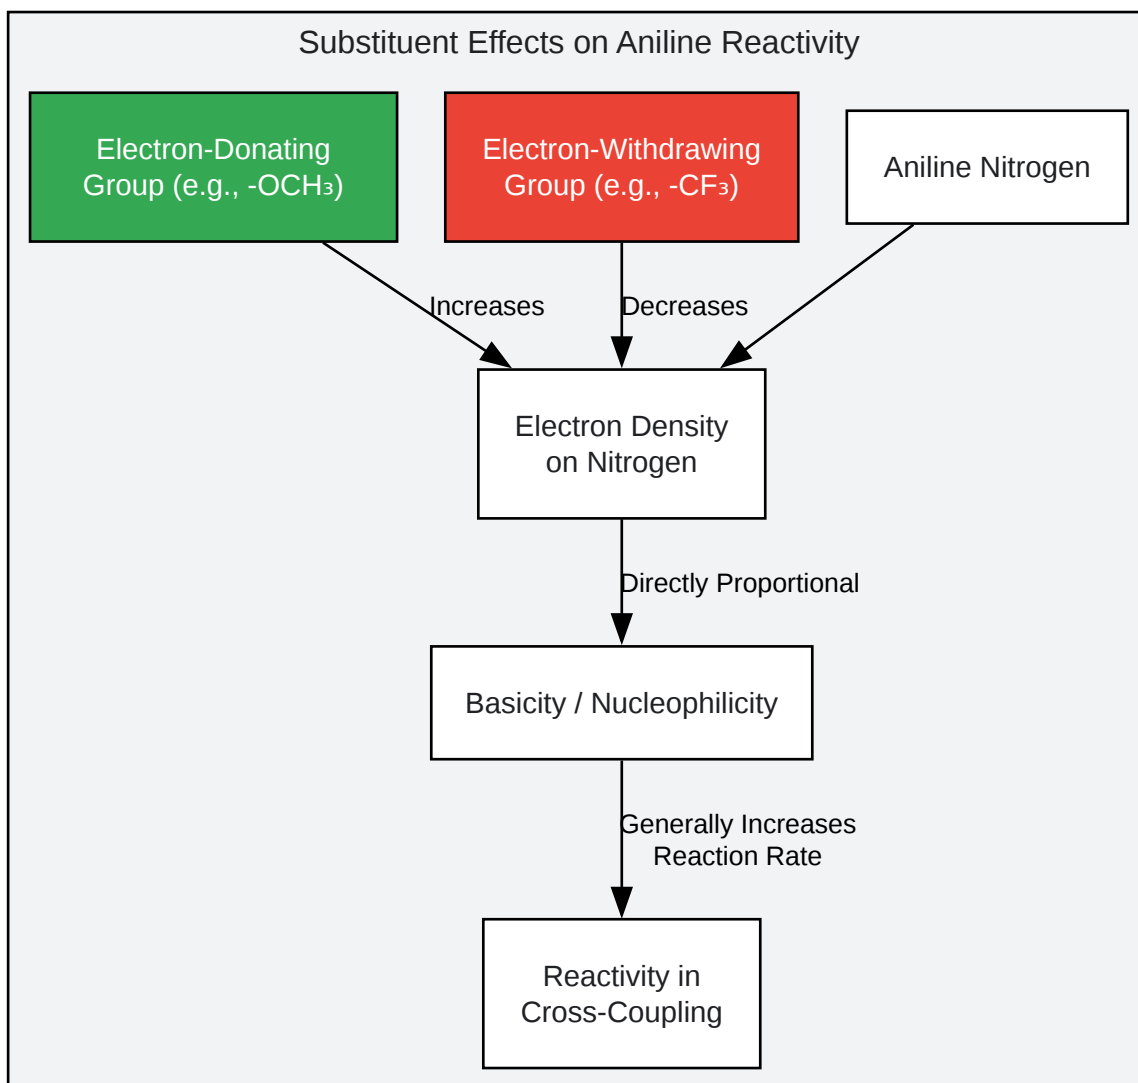 Substituent Effects on Aniline Reactivity
Electron-Donating
Group (e.g., -OCH₃)
Electron-Withdrawing
Group (e.g., -CF₃)
Aniline Nitrogen
Increases
Decreases
Electron Density
on Nitrogen
Directly Proportional
Basicity / Nucleophilicity
Generally Increases
Reaction Rate
Reactivity in
Cross-Coupling